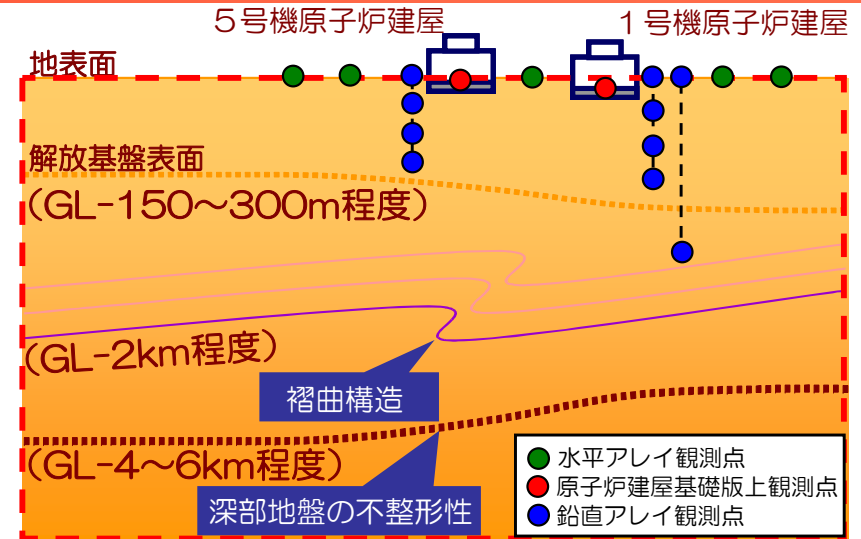 ５号機原子炉建屋
１号機原子炉建屋
地表面
解放基盤表面
(GL-150～300m程度)
(GL-2km程度)
褶曲構造
(GL-4～6km程度)
深部地盤の不整形性
水平アレイ観測点
原子炉建屋基礎版上観測点
鉛直アレイ観測点